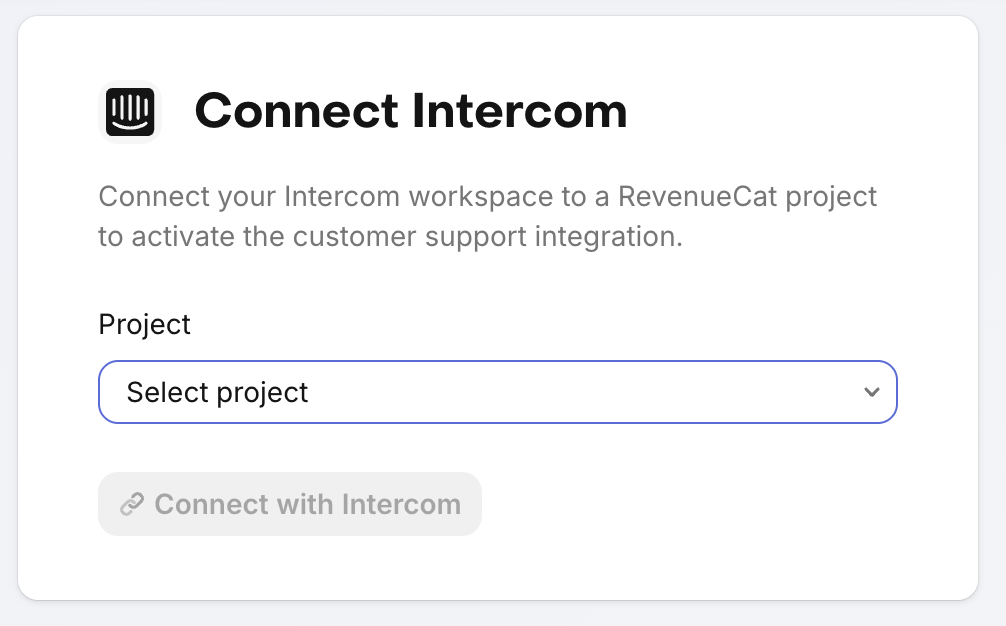 Connect Intercom
Connect your Intercom workspace to a RevenueCat project
to activate the customer support integration.
Project
Select project
Connect with Intercom